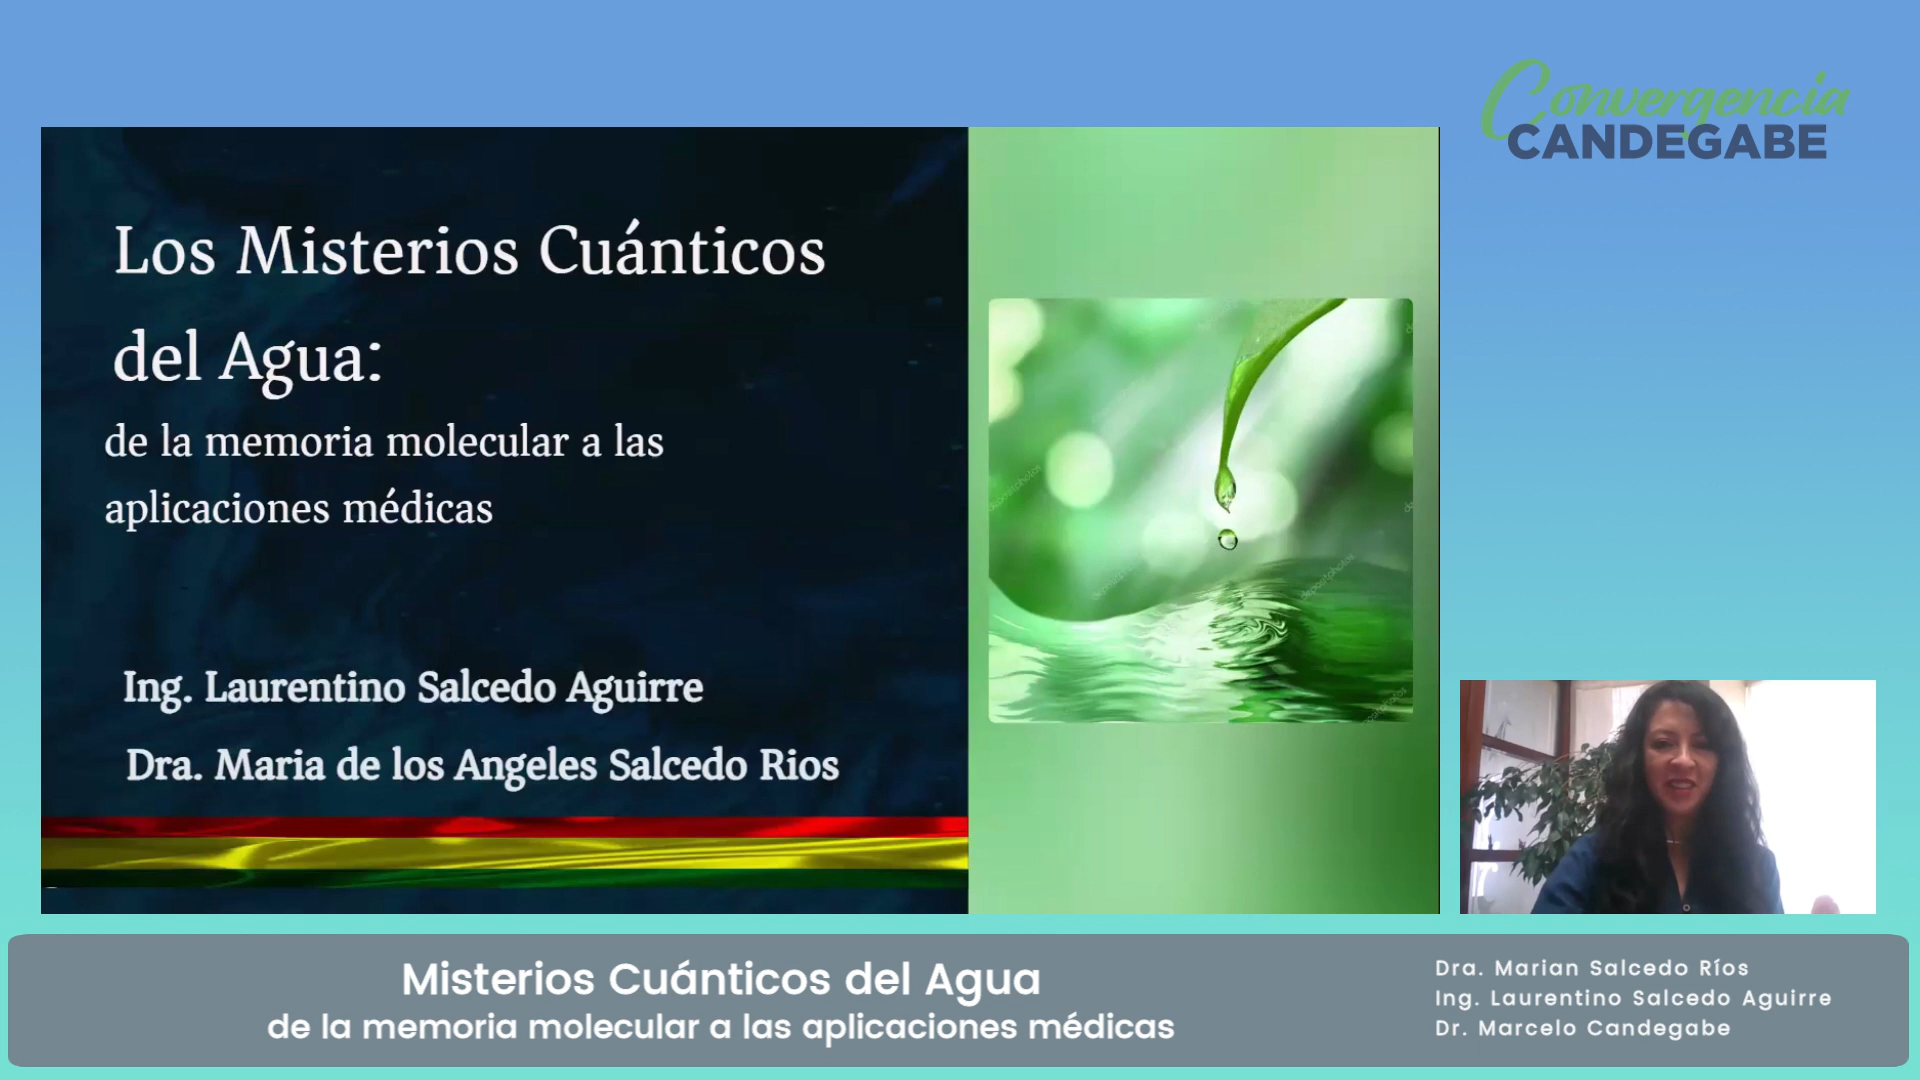 Convergencia
CANDEGABE
Los Misterios Cuánticos
del Agua:
de la memoria molecular a las
aplicaciones médicas
Ing. Laurentino Salcedo Aguirre
Dra. Maria de los Angeles Salcedo Rios
Misterios Cuánticos del Agua
de la memoria molecular a las aplicaciones médicas
Dra. Marian Salcedo Ríos
Ing. Laurentino Salcedo Aguirre
Dr. Marcelo Candegabe